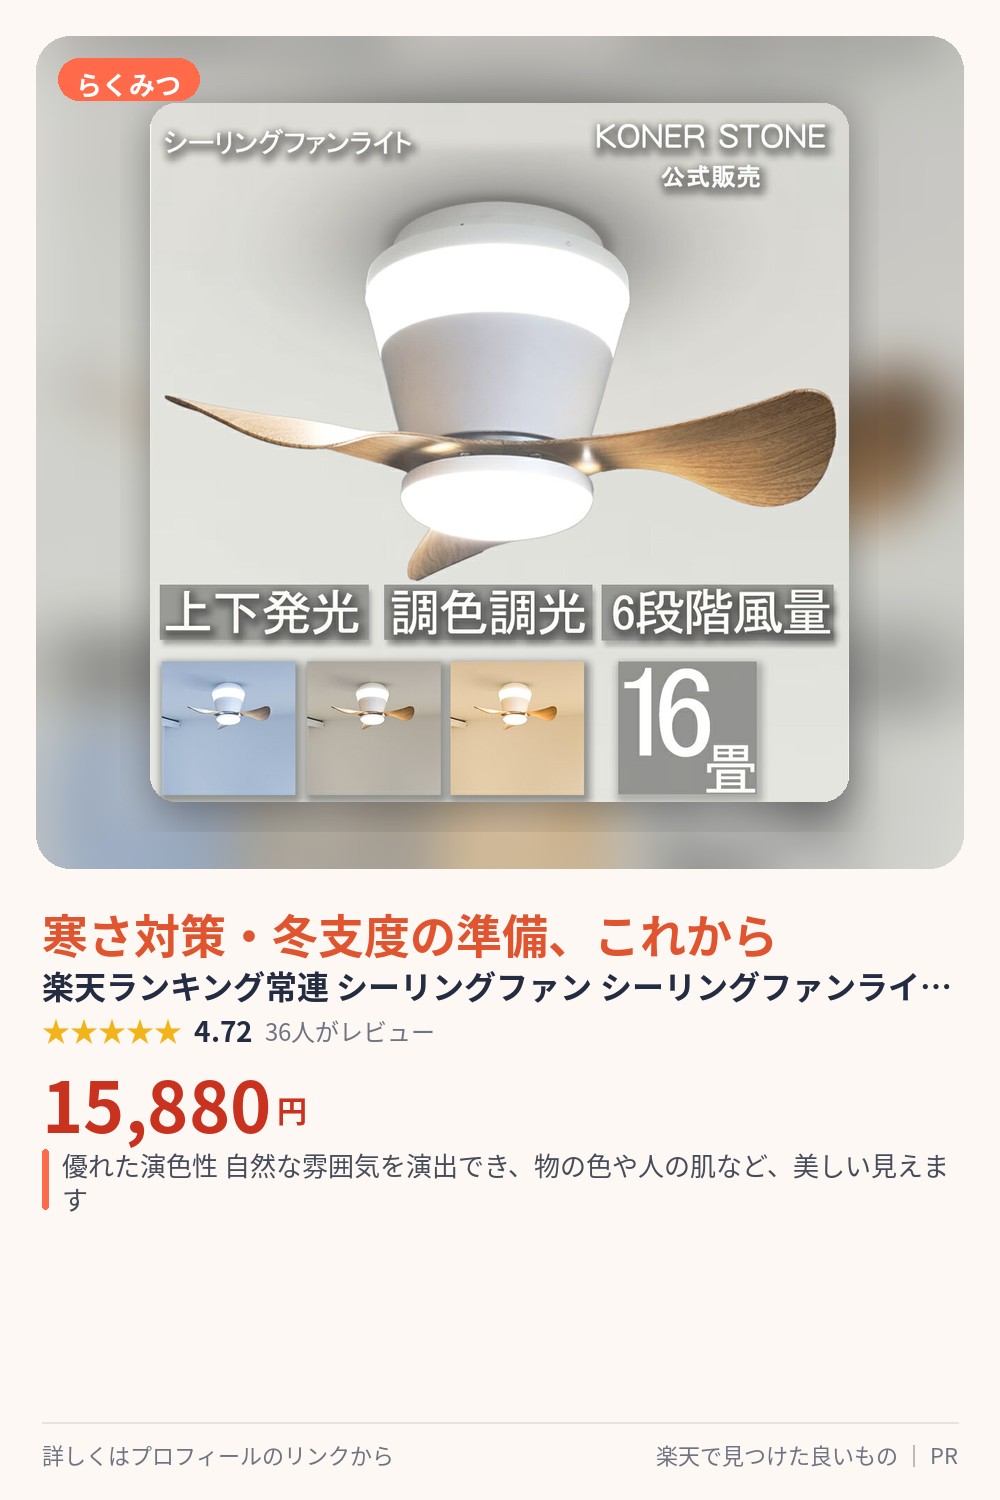 らくみつ
シーリングファンライト
KONER STONE
公式販売
上下発光
調色調光
6段階風量
16畳
寒さ対策・冬支度の準備、これから
楽天ランキング常連 シーリングファン シーリングファンライ…
★★★★★ 4.72 36人がレビュー
15,880円
優れた演色性 自然な雰囲気を演出でき、物の色や人の肌など、美しい見えま
す
詳しくはプロフィールのリンクから
楽天で見つけた良いもの | PR